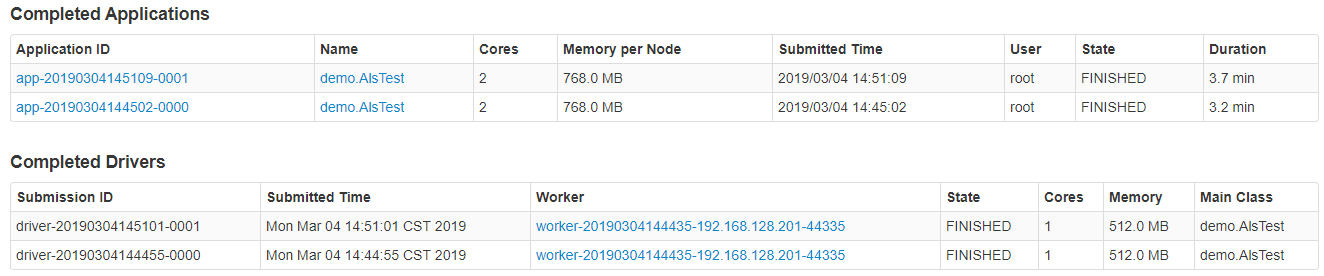 Completed Applications
Application ID Name Cores Memory per Node Submitted Time User State Duration
app-20190304145109-0001 demo.AlsTest 2 768.0 MB 2019/03/04 14:51:09 root FINISHED 3.7 min
app-20190304144502-0000 demo.AlsTest 2 768.0 MB 2019/03/04 14:45:02 root FINISHED 3.2 min
Completed Drivers
Submission ID Submitted Time Worker State Cores Memory Main Class
driver-20190304145101-0001 Mon Mar 04 14:51:01 CST 2019 worker-20190304144435-192.168.128.201-44335 FINISHED 1 512.0 MB demo.AlsTest
driver-20190304144455-0000 Mon Mar 04 14:44:55 CST 2019 worker-20190304144435-192.168.128.201-44335 FINISHED 1 512.0 MB demo.AlsTest